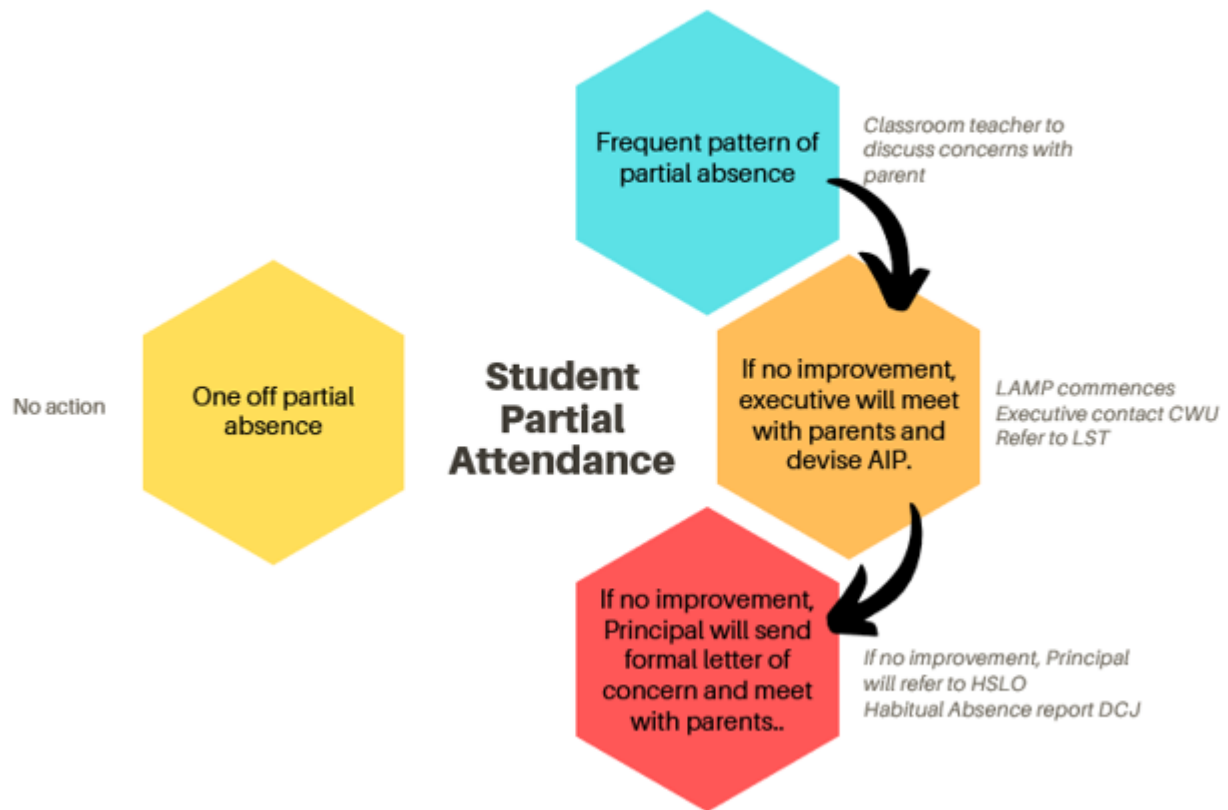 Frequent pattern of
partial absence
Classroom teacher to
discuss concerns with
parent
No action
One off partial
absence
Student
Partial
Attendance
If no improvement,
executive will meet
with parents and
devise AIP.
LAMP commences
Executive contact CWU
Refer to LST
If no improvement,
Principal will send
formal letter of
concern and meet
with parents..
If no improvement, Principal
will refer to HSLO
Habitual Absence report DCJ